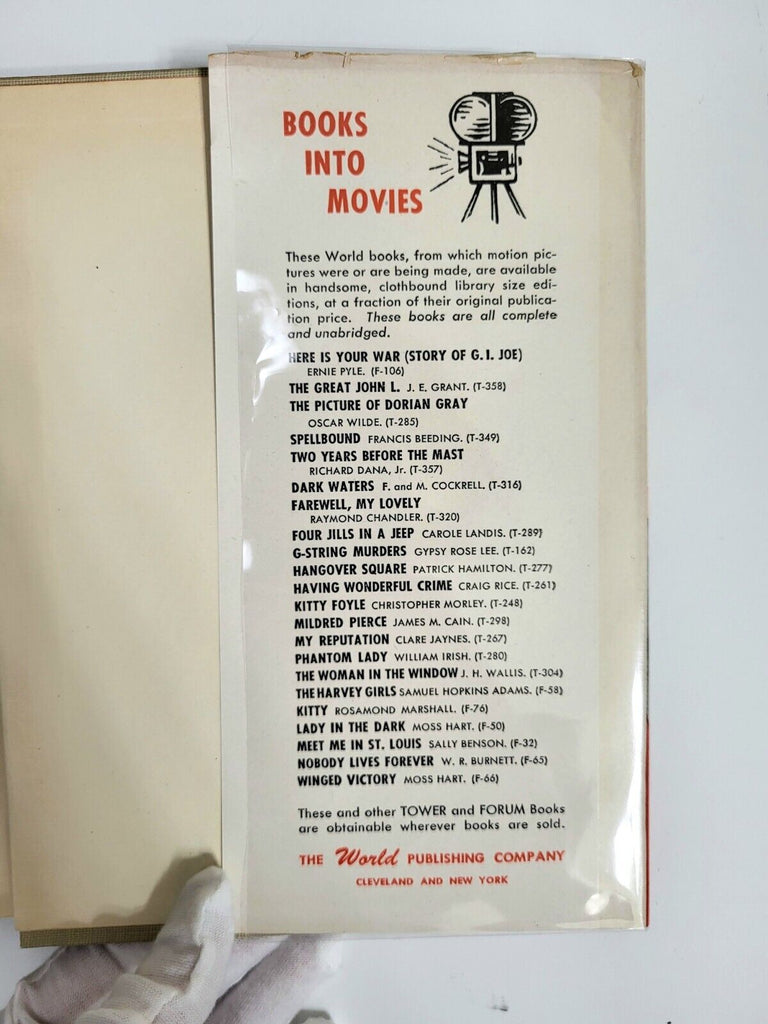 BOOKS
INTO
MOVIES
These World books, from which motion pic-
tures were or are being made, are available
in handsome, clothbound library size edi-
tions, at a fraction of their original publica-
tion price. These books are all complete
and unabridged.
HERE IS YOUR WAR (STORY OF G. I. JOE)
ERNIE PYLE. (F-106)
THE GREAT JOHN L. J. E. GRANT. (T-358)
THE PICTURE OF DORIAN GRAY
OSCAR WILDE. (T-285)
SPELLBOUND FRANCIS BEEDING. (T-349)
TWO YEARS BEFORE THE MAST
RICHARD DANA, Jr. (T-357)
DARK WATERS F. and M. COCKRELL. (T-316)
FAREWELL, MY LOVELY
RAYMOND CHANDLER. (T-320)
FOUR JILLS IN A JEEP CAROLE LANDIS. (T-289)
G-STRING MURDERS GYPSY ROSE LEE. (T-162)
HANGOVER SQUARE PATRICK HAMILTON. (T-277)
HAVING WONDERFUL CRIME CRAIG RICE. (T-261)
KITTY FOYLE CHRISTOPHER MORLEY. (T-248)
MILDRED PIERCE JAMES M. CAIN. (T-298)
MY REPUTATION CLARE JAYNES. (T-267)
PHANTOM LADY WILLIAM IRISH. (T-280)
THE WOMAN IN THE WINDOW J. H. WALLIS. (T-304)
THE HARVEY GIRLS SAMUEL HOPKINS ADAMS. (F-58)
KITTY ROSAMOND MARSHALL. (F-76)
LADY IN THE DARK MOSS HART. (F-50)
MEET ME IN ST. LOUIS SALLY BENSON. (F-32)
NOBODY LIVES FOREVER W. R. BURNETT. (F-65)
WINGED VICTORY MOSS HART. (F-66)
These and other TOWER and FORUM Books
are obtainable wherever books are sold.
THE World PUBLISHING COMPANY
CLEVELAND AND NEW YORK